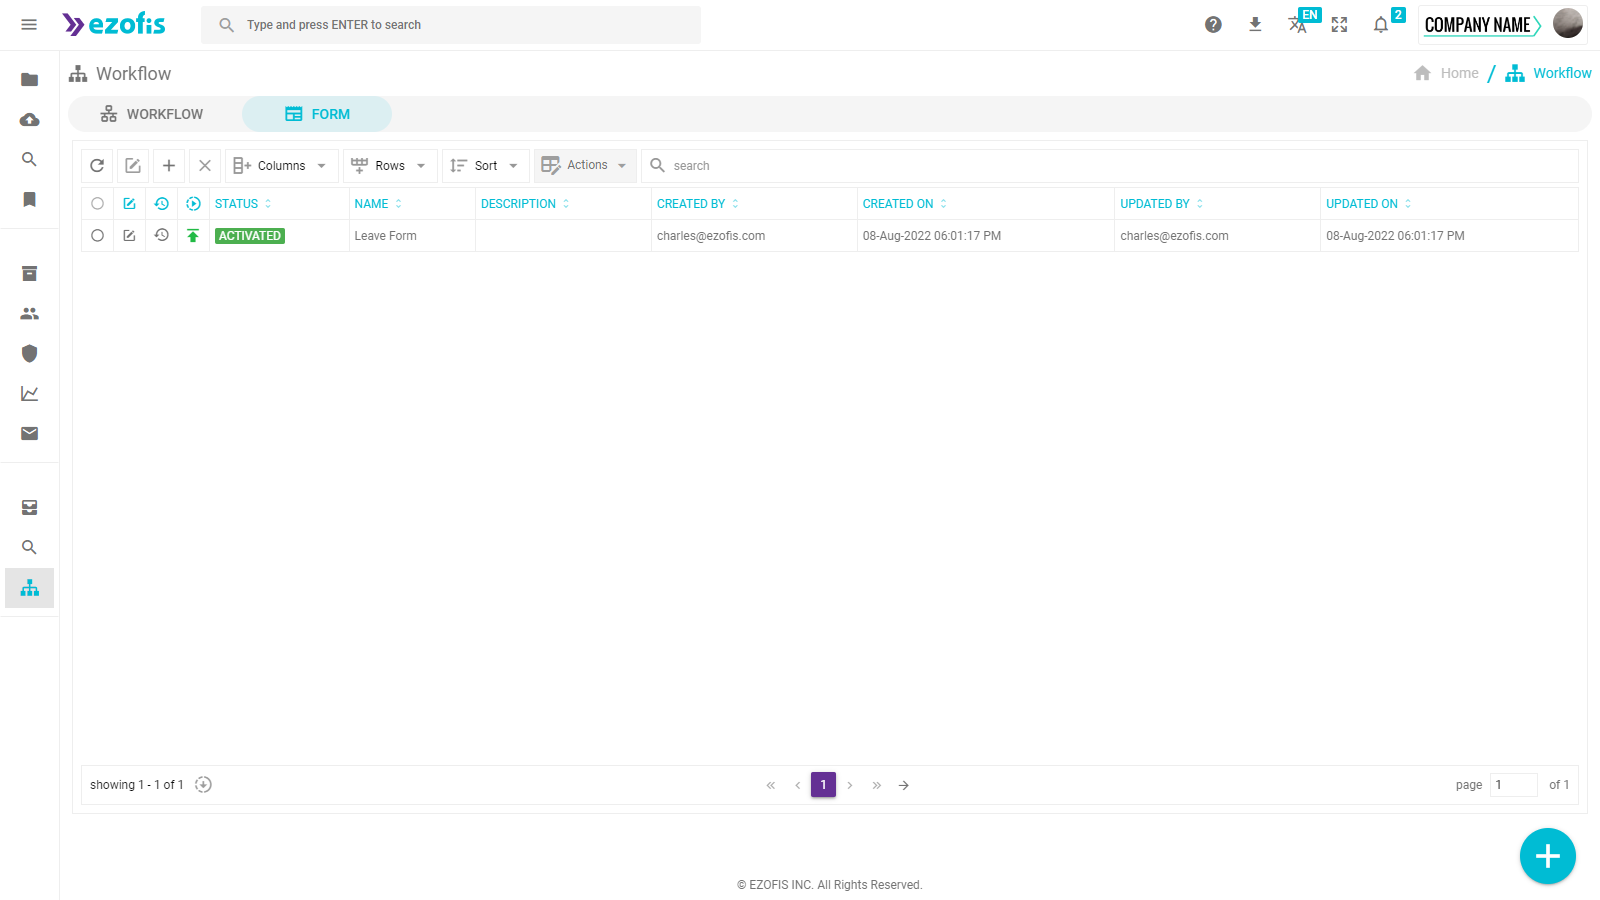 ezofis
Type and press ENTER to search
EN
2
COMPANY NAME
Workflow
Home / Workflow
WORKFLOW
FORM
Columns
Rows
Sort
Actions
search
STATUS NAME DESCRIPTION CREATED BY CREATED ON UPDATED BY UPDATED ON
ACTIVATED Leave Form charles@ezofis.com 08-Aug-2022 06:01:17 PM charles@ezofis.com 08-Aug-2022 06:01:17 PM
showing 1 - 1 of 1
1
page 1 of 1
© EZOFIS INC. All Rights Reserved.